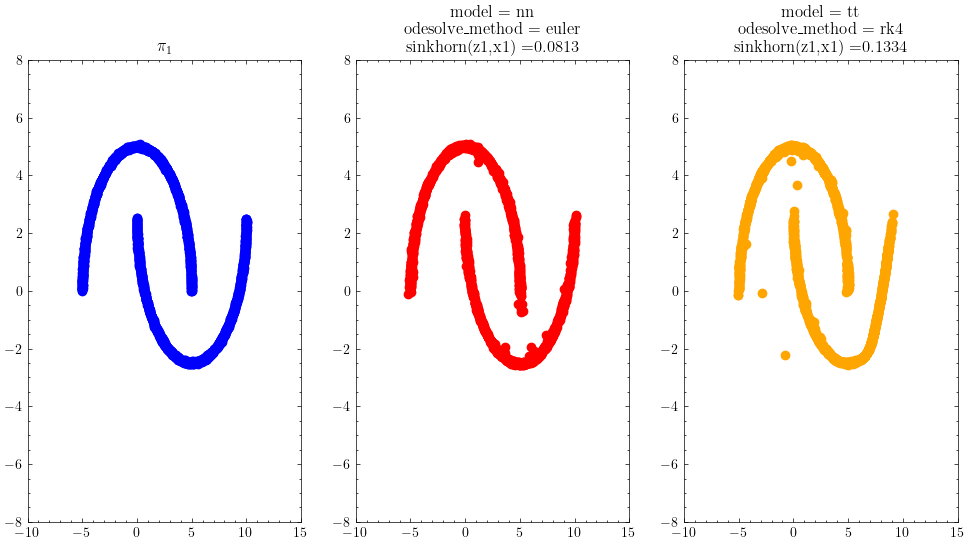 π₁
8
6
4
2
0
−2
−4
−6
−8
−10 −5 0 5 10 15
model = nn
odesolve_method = euler
sinkhorn(z1,x1) =0.0813
8
6
4
2
0
−2
−4
−6
−8
−10 −5 0 5 10 15
model = tt
odesolve_method = rk4
sinkhorn(z1,x1) =0.1334
8
6
4
2
0
−2
−4
−6
−8
−10 −5 0 5 10 15